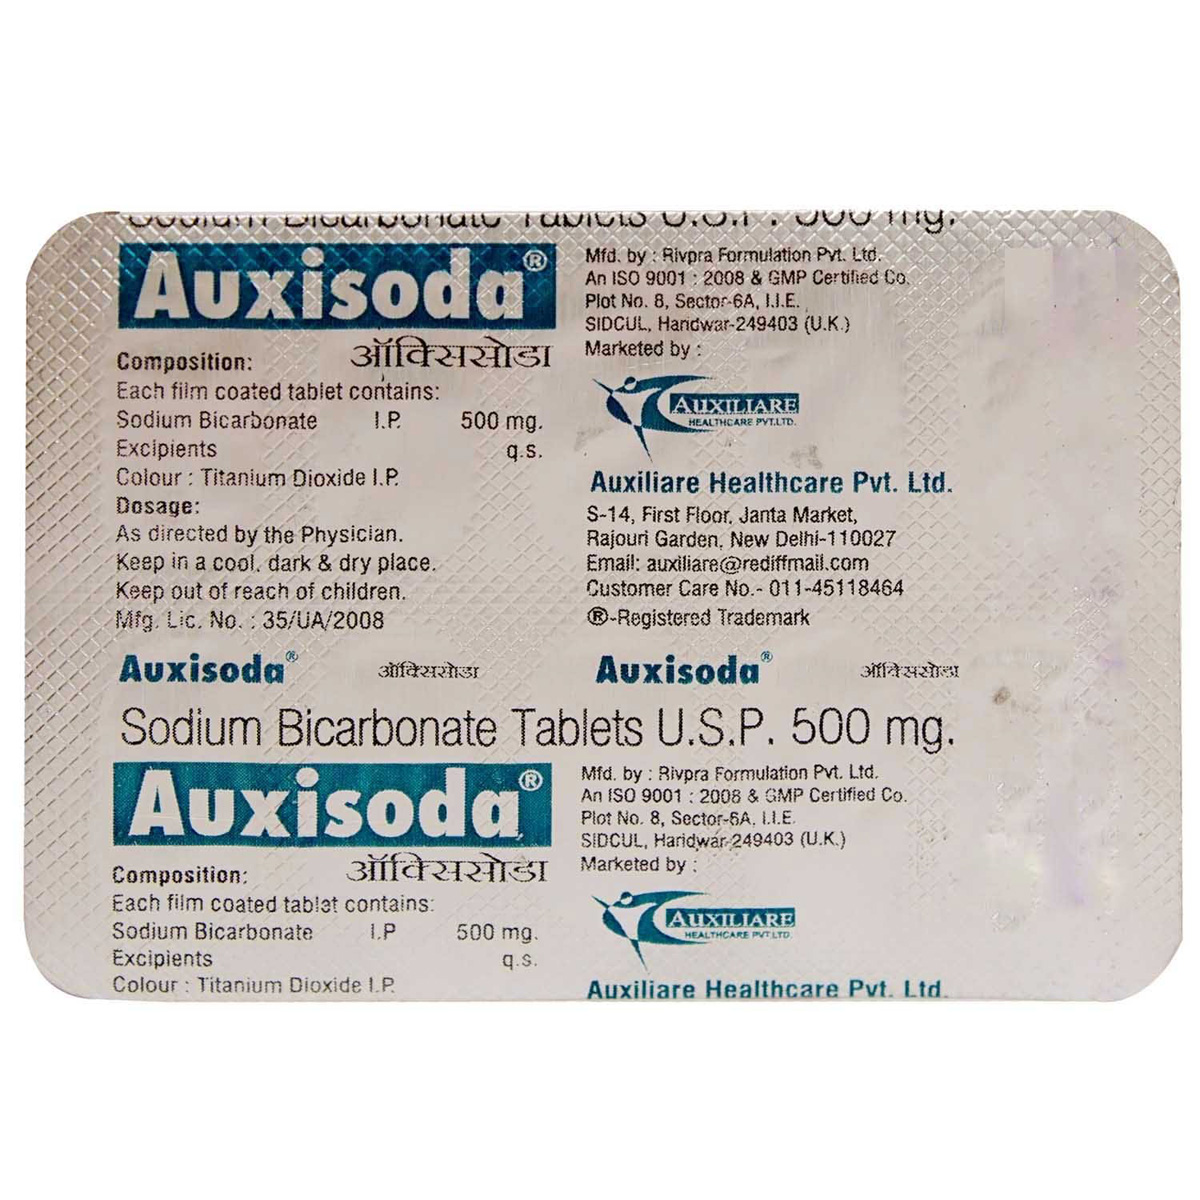 Sodium Bicarbonate Tablets U.S.P. 500 mg.
Auxisoda®
ऑक्सिसोडा
Composition:
Each film coated tablet contains:
Sodium Bicarbonate I.P. 500 mg.
Excipients q.s.
Colour : Titanium Dioxide I.P.
Dosage:
As directed by the Physician.
Keep in a cool, dark & dry place.
Keep out of reach of children.
Mfg. Lic. No. : 35/UA/2008
Mfd. by : Rivpra Formulation Pvt. Ltd.
An ISO 9001 : 2008 & GMP Certified Co.
Plot No. 8, Sector-6A, I.I.E.
SIDCUL, Haridwar-249403 (U.K.)
Marketed by :
AUXILIARE
HEALTHCARE PVT.LTD.
Auxiliare Healthcare Pvt. Ltd.
S-14, First Floor, Janta Market,
Rajouri Garden, New Delhi-110027
Email: auxiliare@rediffmail.com
Customer Care No.- 011-45118464
®-Registered Trademark
Auxisoda® ऑक्सिसोडा Auxisoda® ऑक्सिसोडा
Sodium Bicarbonate Tablets U.S.P. 500 mg.
Auxisoda®
ऑक्सिसोडा
Composition:
Each film coated tablet contains:
Sodium Bicarbonate I.P 500 mg.
Excipients q.s.
Colour : Titanium Dioxide I.P.
Mfd. by : Rivpra Formulation Pvt. Ltd.
An ISO 9001 : 2008 & GMP Certified Co.
Plot No. 8, Sector-6A, I.I.E.
SIDCUL, Haridwar-249403 (U.K.)
Marketed by :
AUXILIARE
HEALTHCARE PVT.LTD.
Auxiliare Healthcare Pvt. Ltd.